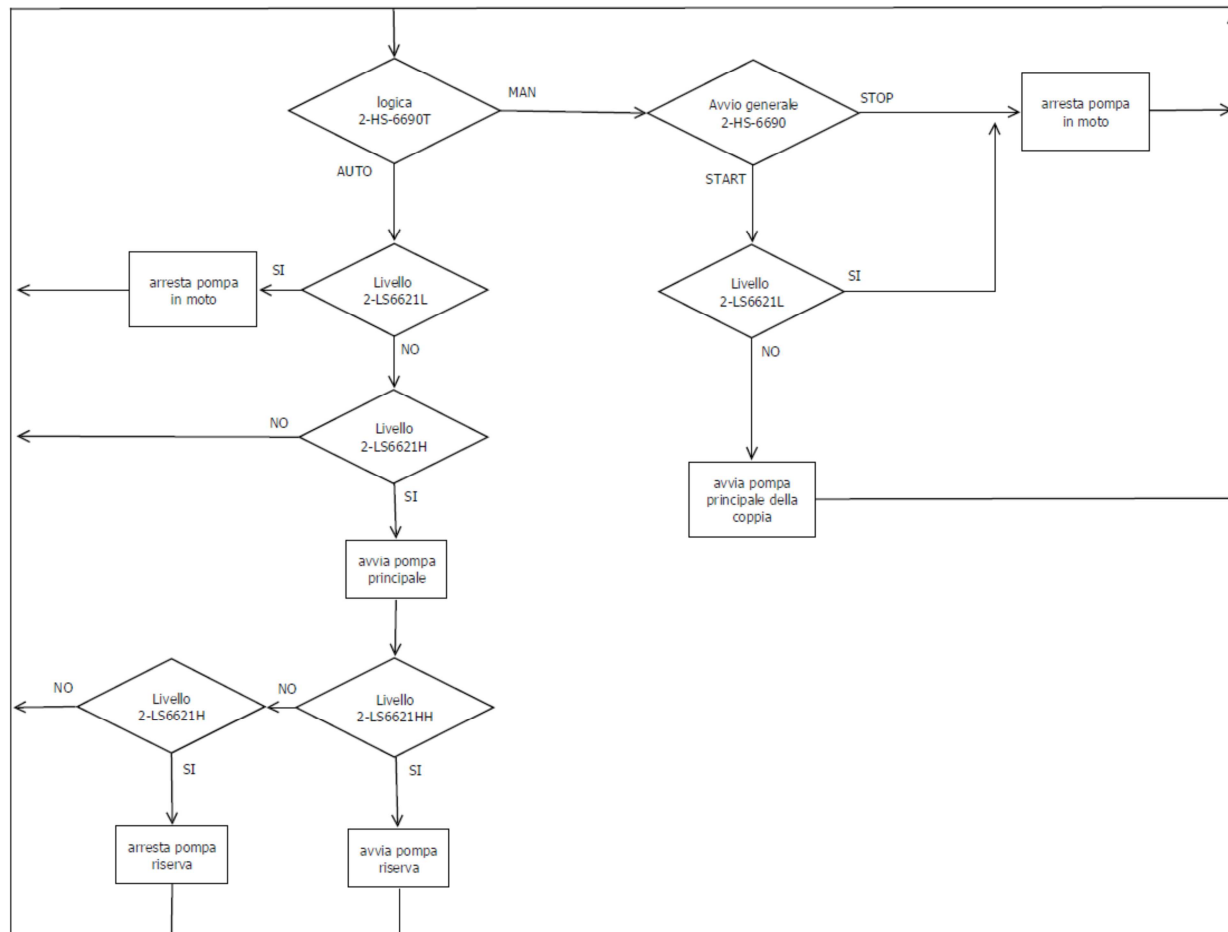 logica
2-HS-6690T
MAN
Avvio generale
2-HS-6690
STOP
arresta pompa
in moto
AUTO
START
arresta pompa
in moto
SI
Livello
2-LS6621L
Livello
2-LS6621L
SI
NO
NO
NO
Livello
2-LS6621H
SI
avvia pompa
principale della
coppia
avvia pompa
principale
NO
Livello
2-LS6621H
NO
Livello
2-LS6621HH
SI
SI
arresta pompa
riserva
avvia pompa
riserva